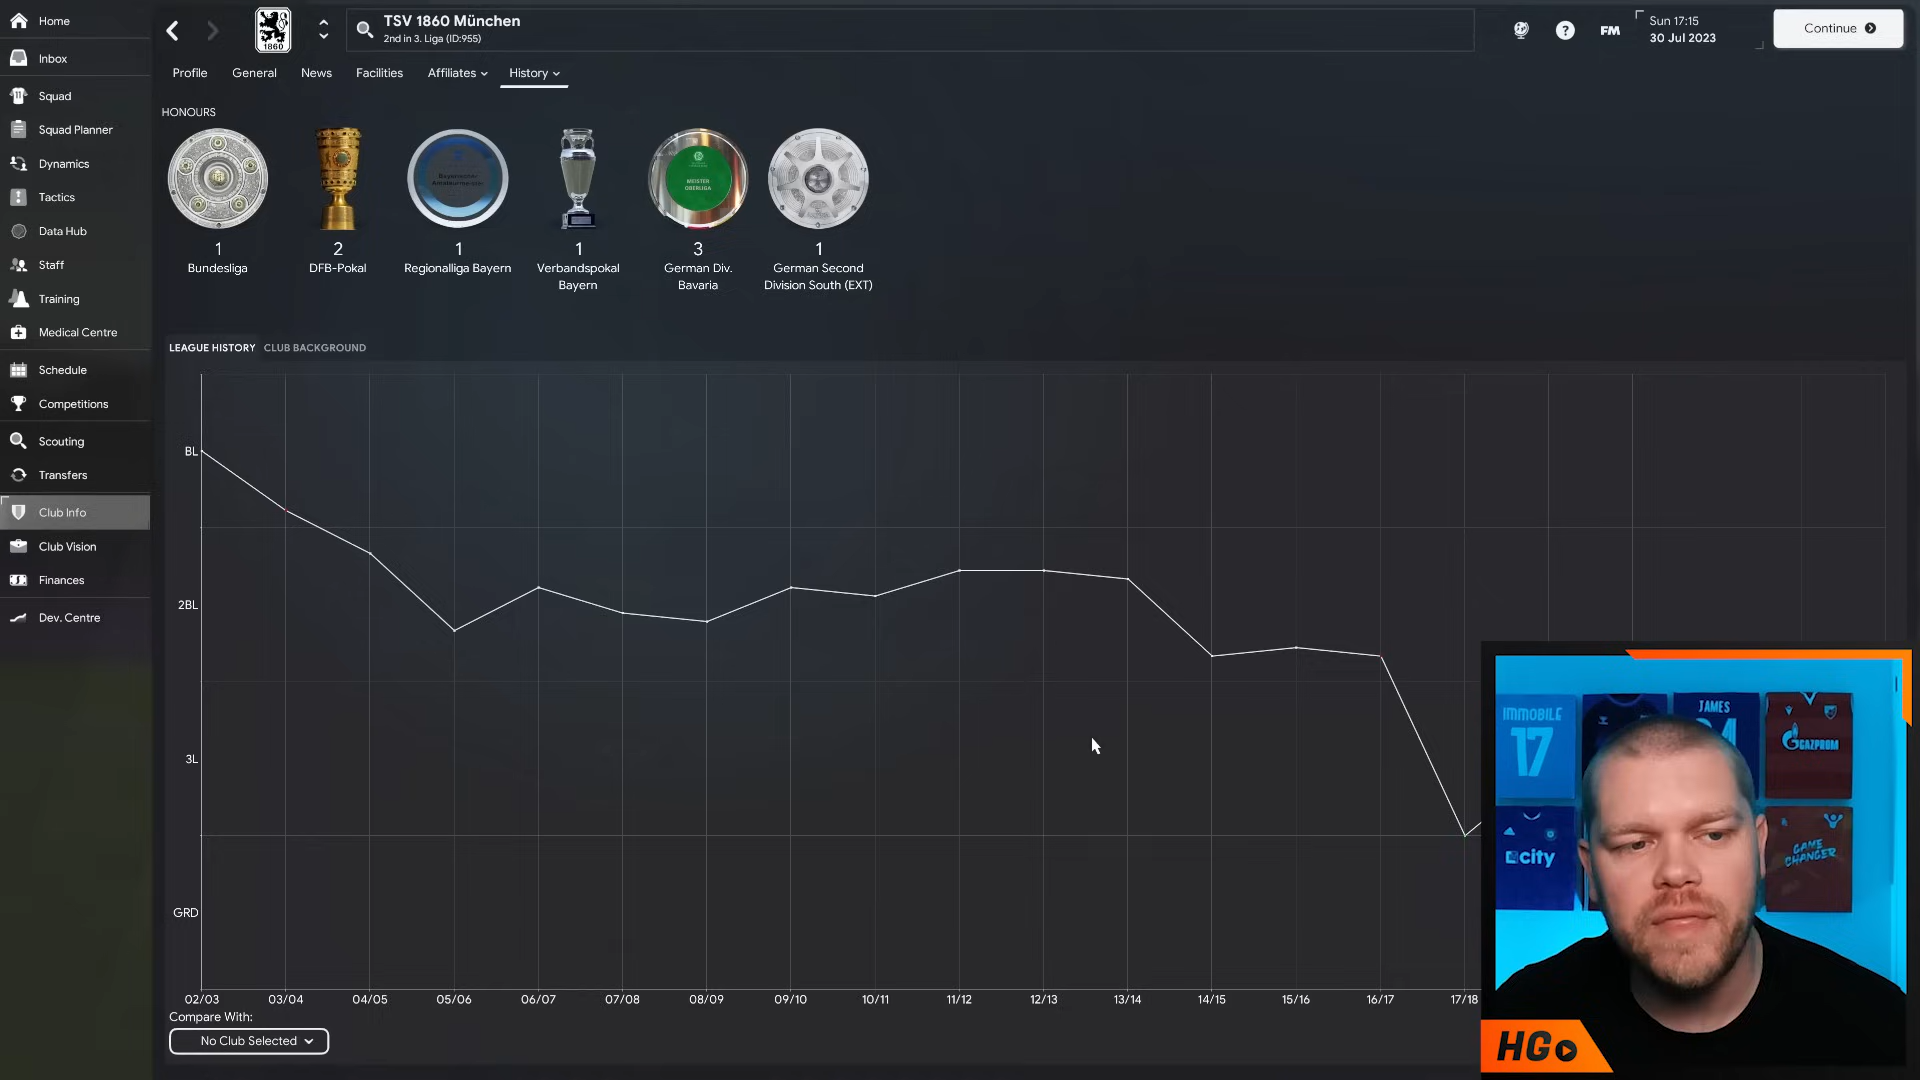 Home
Inbox
Squad
Squad Planner
Dynamics
Tactics
Data Hub
Staff
Training
Medical Centre
Schedule
Competitions
Scouting
Transfers
Club Info
Club Vision
Finances
Dev. Centre
1860
TSV 1860 München
2nd in 3. Liga (ID:955)
?
FM
Sun 17:15
30 Jul 2023
Continue
Profile
General
News
Facilities
Affiliates
History
HONOURS
MEISTER
OBERLIGA
1
2
1
1
3
1
Bundesliga
DFB-Pokal
Regionalliga Bayern
Verbandspokal
Bayern
German Div.
Bavaria
German Second
Division South (EXT)
LEAGUE HISTORY
CLUB BACKGROUND
BL
2BL
3L
GRD
02/03
03/04
04/05
05/06
06/07
07/08
08/09
09/10
10/11
11/12
12/13
13/14
14/15
15/16
16/17
17/18
Compare With:
No Club Selected
IMMOBILE
17
JAMES
GAZPROM
city
GAME
CHANGER
HG